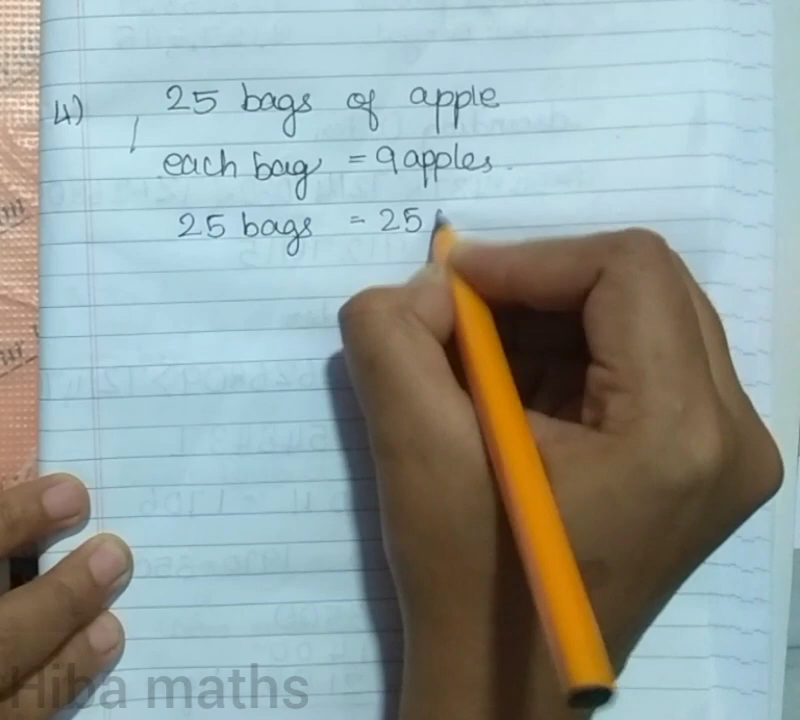 4) 25 bags of apple
each bag = 9 apples.
25 bags = 25
Hiba maths